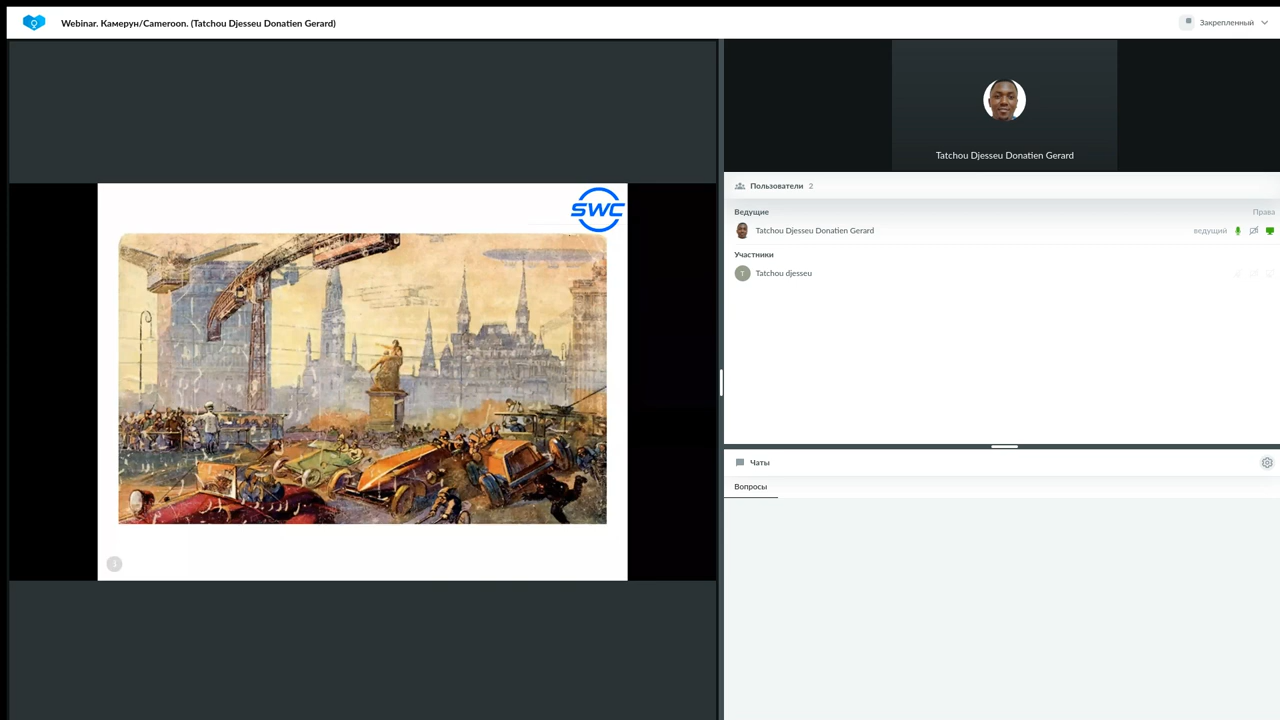 Webinar. Камерун/Cameroon. (Tatchou Djesseu Donatien Gerard)
Закрепленный
SWC
Tatchou Djesseu Donatien Gerard
Пользователи 2
Ведущие Права
Tatchou Djesseu Donatien Gerard ведущий
Участники
T Tatchou djesseu
Чаты
Вопросы